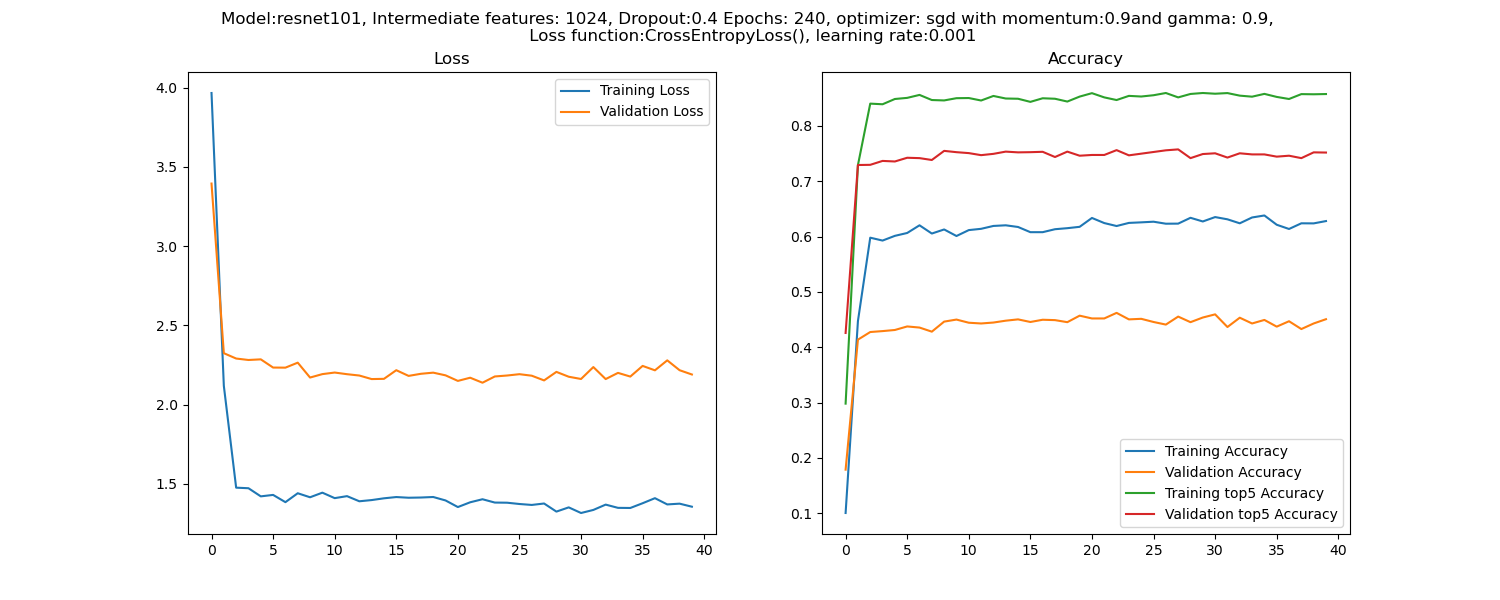 Model:resnet101, Intermediate features: 1024, Dropout:0.4 Epochs: 240, optimizer: sgd with momentum:0.9and gamma: 0.9,
Loss function:CrossEntropyLoss(), learning rate:0.001
Loss
4.0
3.5
3.0
2.5
2.0
1.5
0 5 10 15 20 25 30 35 40
Training Loss
Validation Loss
Accuracy
0.8
0.7
0.6
0.5
0.4
0.3
0.2
0.1
0 5 10 15 20 25 30 35 40
Training Accuracy
Validation Accuracy
Training top5 Accuracy
Validation top5 Accuracy